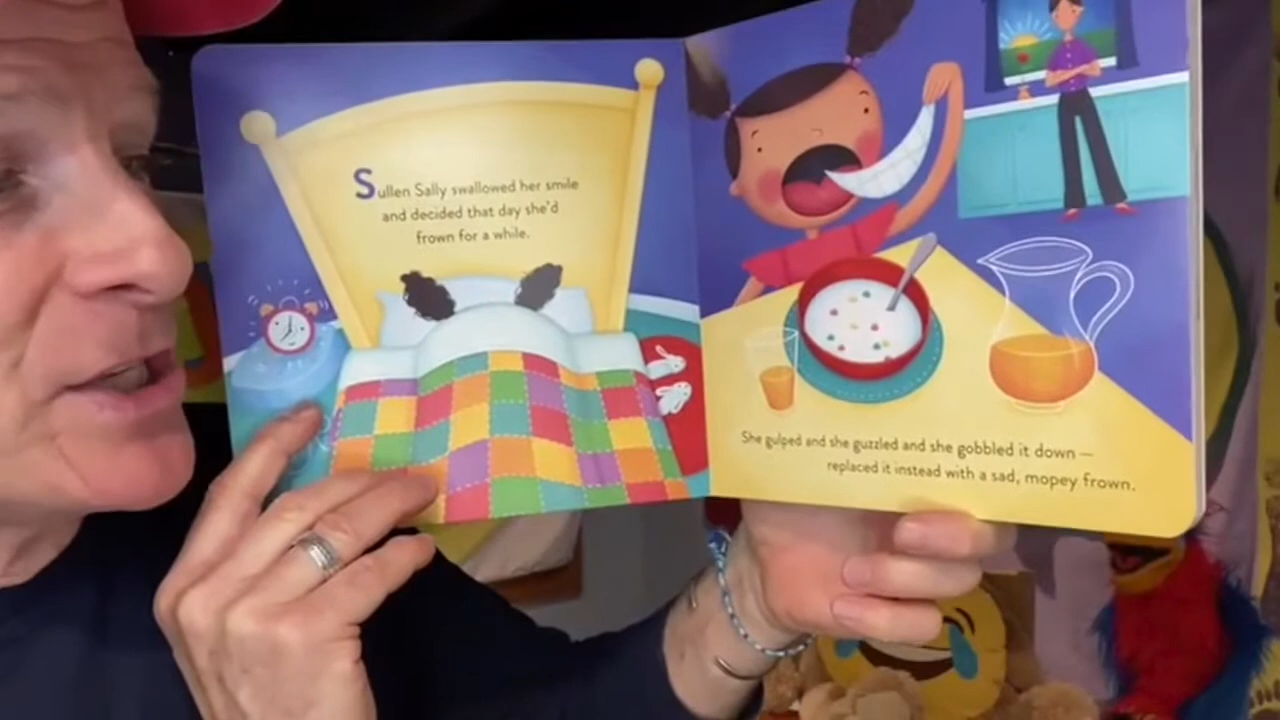 Sullen Sally swallowed her smile
and decided that day she'd
frown for a while.
She gulped and she guzzled and she gobbled it down —
replaced it instead with a sad, mopey frown.